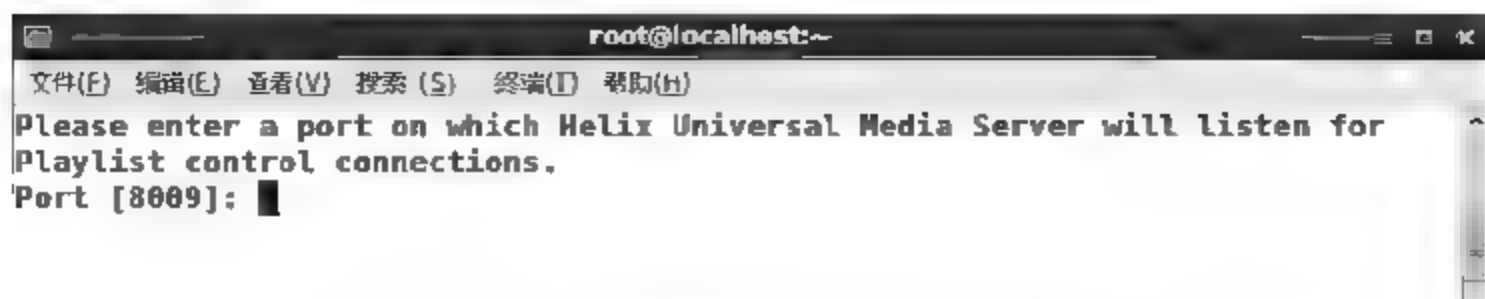 root@localhost:~
文件(F) 编辑(E) 查看(V) 搜索(S) 终端(T) 帮助(H)
Please enter a port on which Helix Universal Media Server will listen for
Playlist control connections.
Port [8009]: